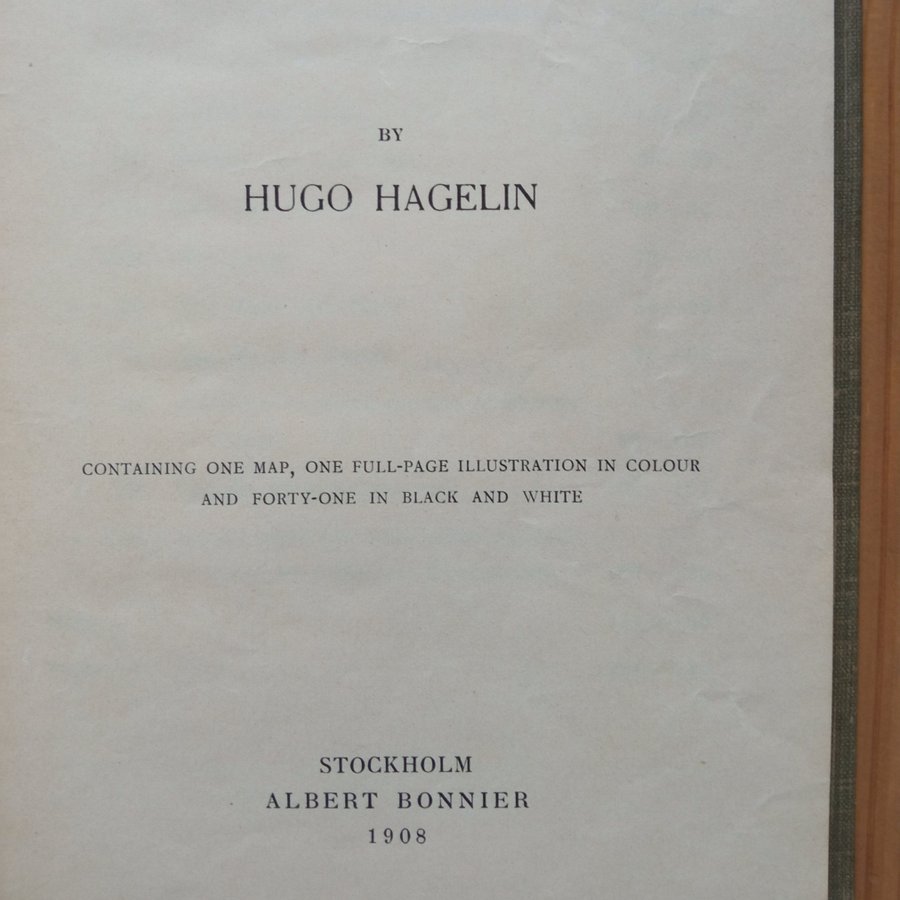 BY
HUGO HAGELIN
CONTAINING ONE MAP, ONE FULL-PAGE ILLUSTRATION IN COLOUR
AND FORTY-ONE IN BLACK AND WHITE
STOCKHOLM
ALBERT BONNIER
1908